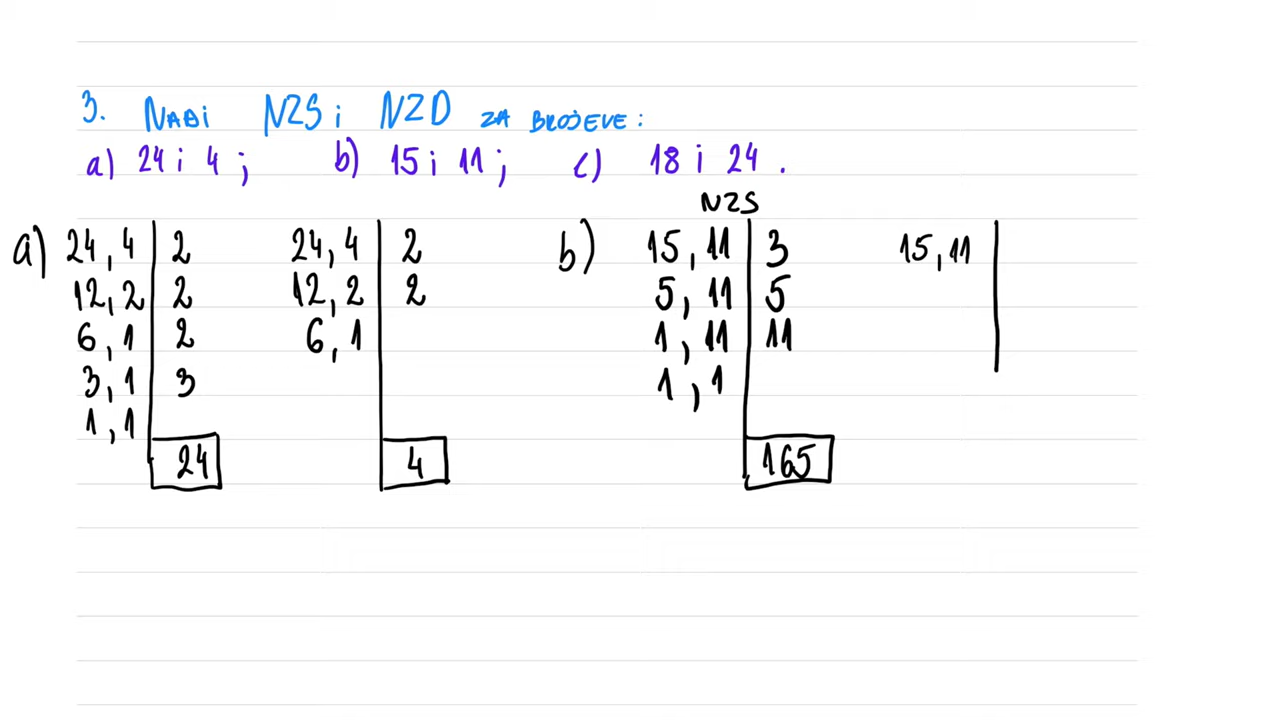 3. NAĐI NZS i NZD ZA BROJEVE:
a) 24 i 4 ; b) 15 i 11 ; c) 18 i 24 .
NZS
a) 24, 4 | 2 24, 4 | 2 b) 15, 11 | 3 15, 11 |
12, 2 | 2 12, 2 | 2 5, 11 | 5
6, 1 | 2 6, 1 | 1, 11 | 11
3, 1 | 3 1, 1 |
1, 1 |
24 4 165